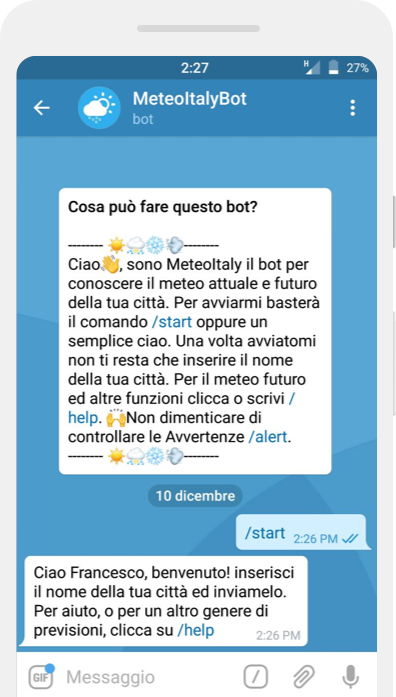 2:27
H
27%
MeteoItalyBot
bot
Cosa può fare questo bot?
-------- ☀️🌧️❄️💨--------
Ciao👋, sono MeteoItaly il bot per
conoscere il meteo attuale e futuro
della tua città. Per avviarmi basterà
il comando /start oppure un
semplice ciao. Una volta avviatomi
non ti resta che inserire il nome
della tua città. Per il meteo futuro
ed altre funzioni clicca o scrivi /
help. 🙌Non dimenticare di
controllare le Avvertenze /alert.
-------- ☀️🌧️❄️💨--------
10 dicembre
/start 2:26 PM
Ciao Francesco, benvenuto! inserisci
il nome della tua città ed inviamelo.
Per aiuto, o per un altro genere di
previsioni, clicca su /help 2:26 PM
GIF Messaggio /